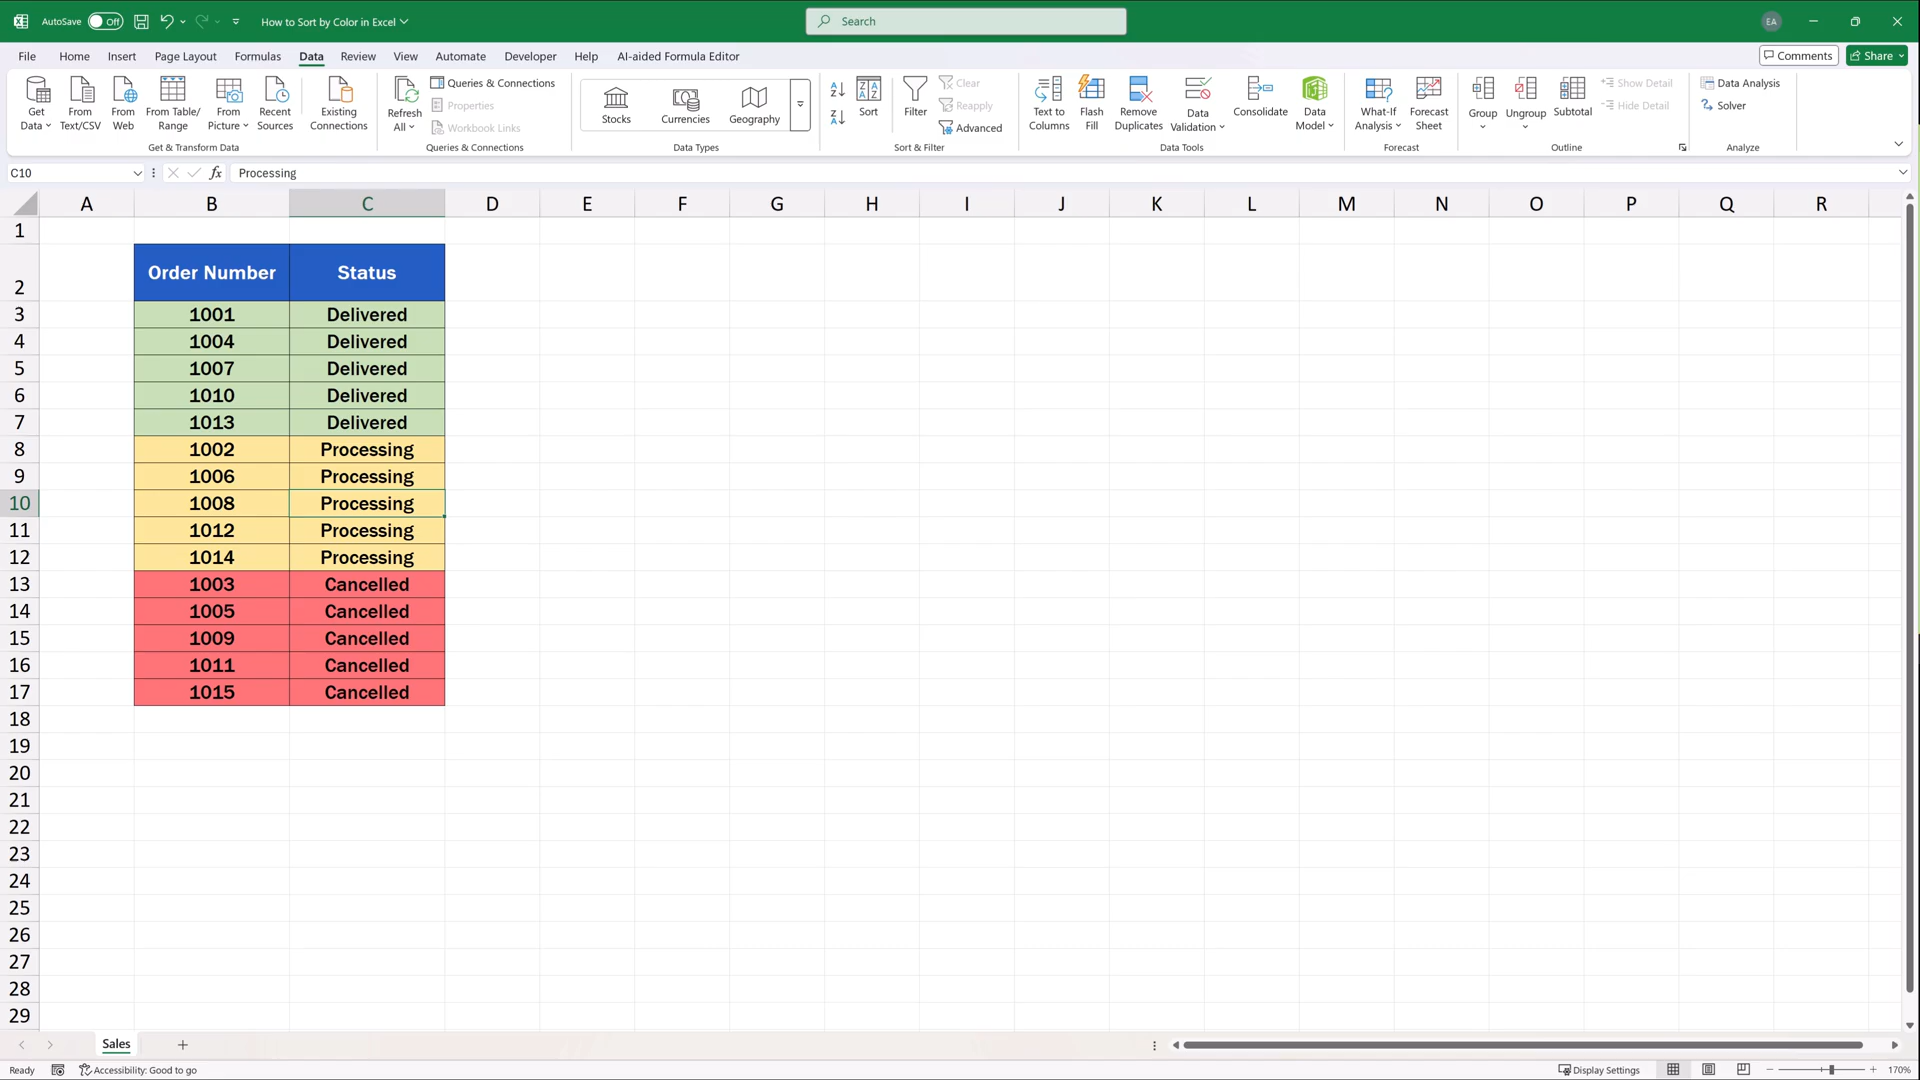 AutoSave Off How to Sort by Color in Excel Search EA
File Home Insert Page Layout Formulas Data Review View Automate Developer Help AI-aided Formula Editor Comments Share
Get Data From Text/CSV From Web From Table/ Range From Picture Recent Sources Existing Connections
Get & Transform Data
Refresh All Queries & Connections
Properties
Workbook Links
Queries & Connections
Stocks Currencies Geography
Data Types
Sort Filter Clear
Reapply
Advanced
Sort & Filter
Text to Columns Flash Fill Remove Duplicates Data Validation Consolidate Data Model
Data Tools
What-If Analysis Forecast Sheet
Forecast
Group Ungroup Subtotal Show Detail
Hide Detail
Outline
Data Analysis
Solver
Analyze
C10 fx Processing
A B C D E F G H I J K L M N O P Q R
1
2 Order Number Status
3 1001 Delivered
4 1004 Delivered
5 1007 Delivered
6 1010 Delivered
7 1013 Delivered
8 1002 Processing
9 1006 Processing
10 1008 Processing
11 1012 Processing
12 1014 Processing
13 1003 Cancelled
14 1005 Cancelled
15 1009 Cancelled
16 1011 Cancelled
17 1015 Cancelled
18
19
20
21
22
23
24
25
26
27
28
29
Sales
Ready Accessibility: Good to go Display Settings 170%